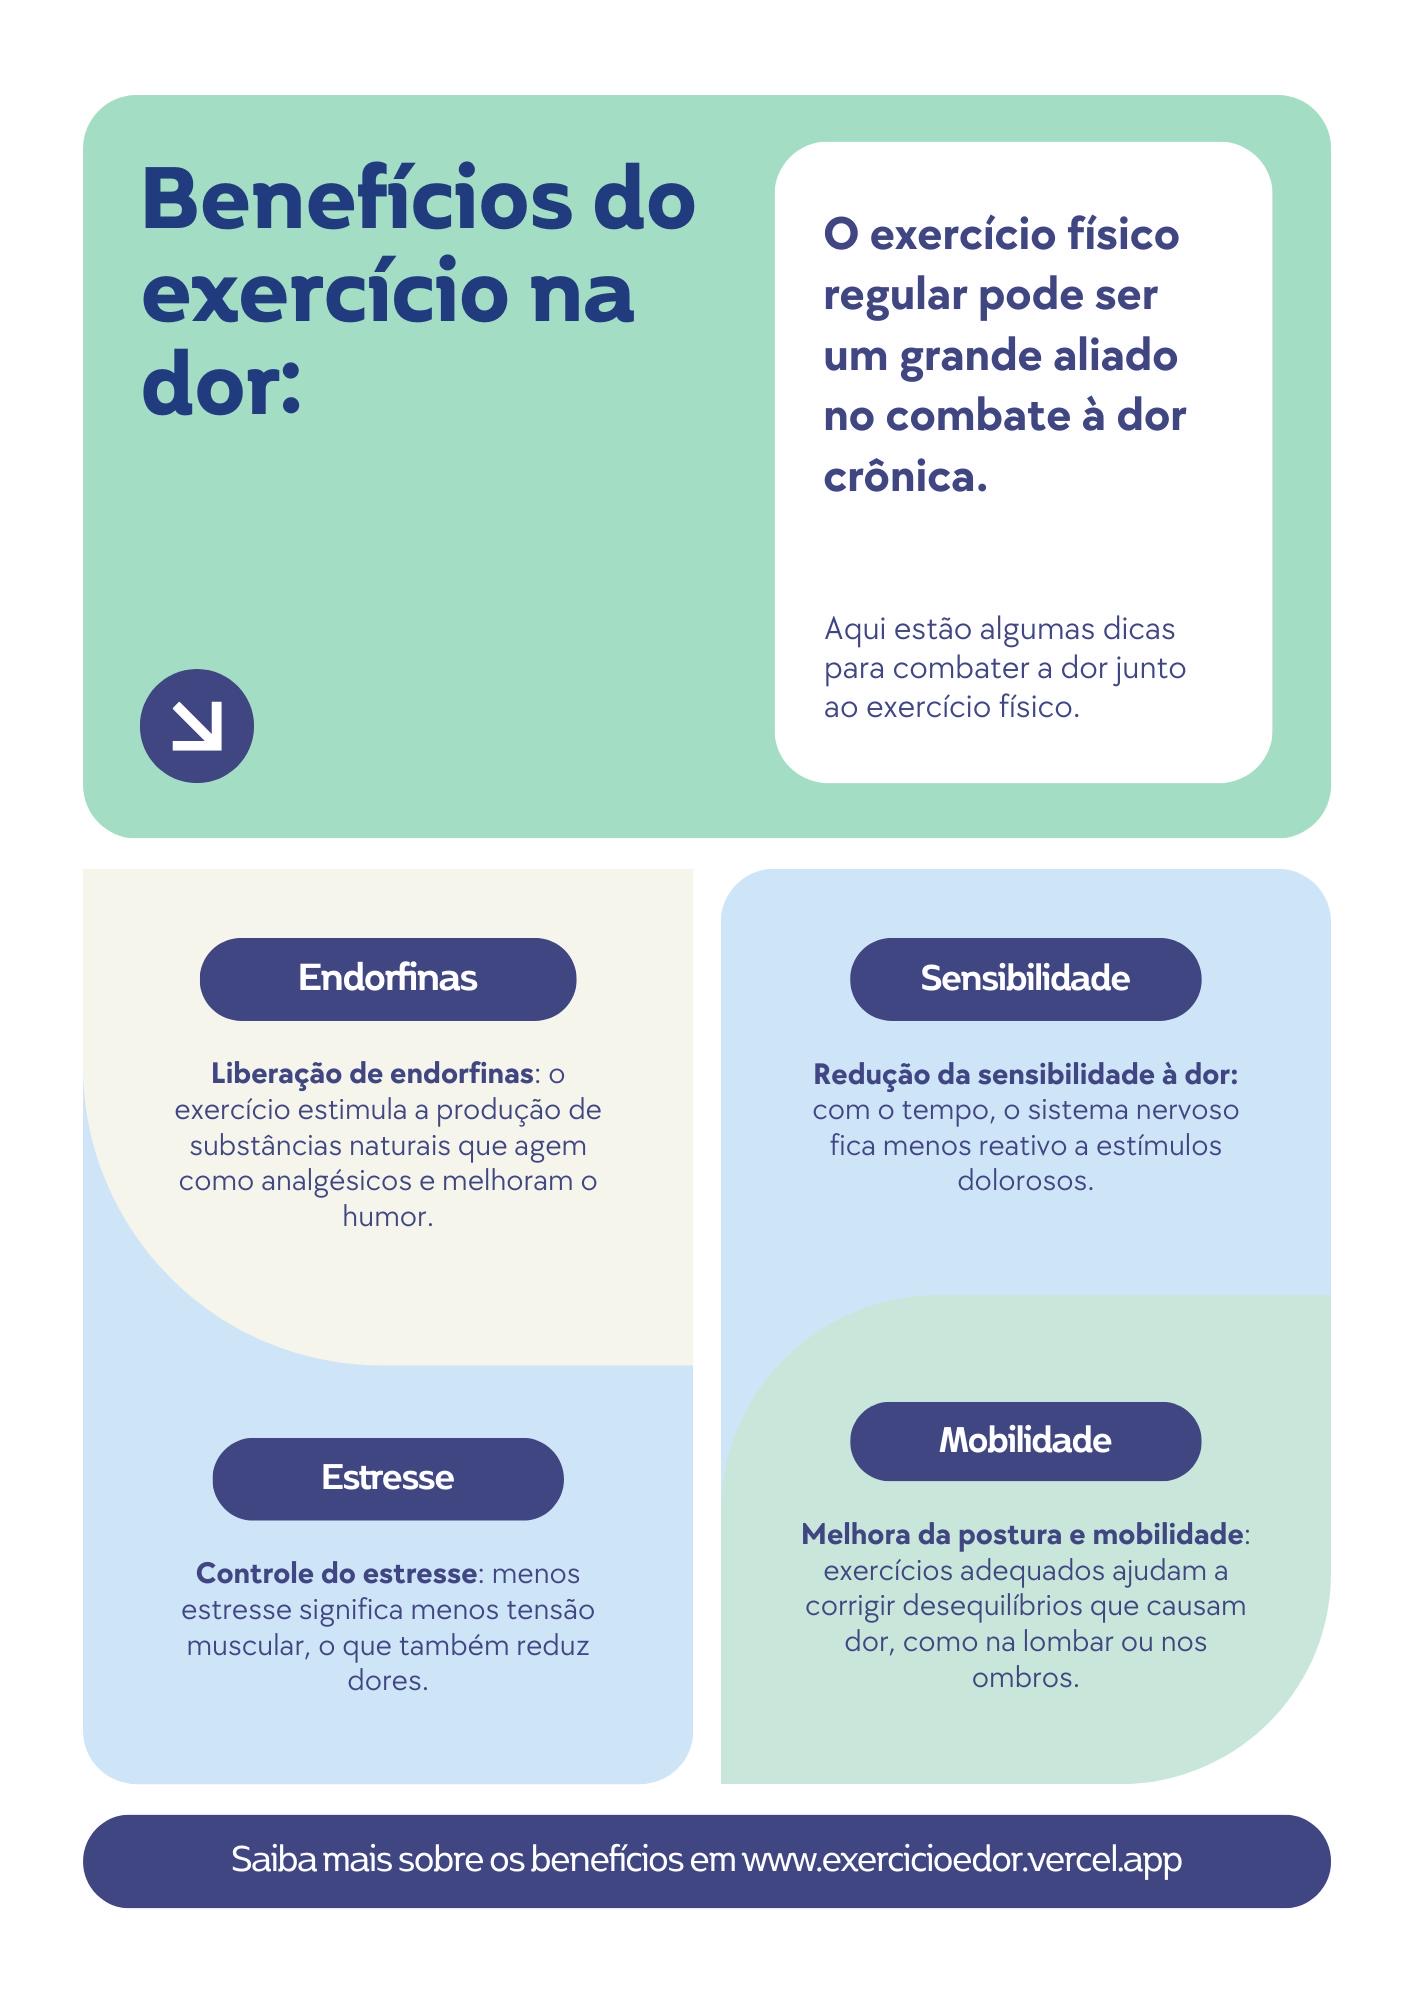 Benefícios do
exercício na
dor:
O exercício físico
regular pode ser
um grande aliado
no combate à dor
crônica.
Aqui estão algumas dicas
para combater a dor junto
ao exercício físico.
Endorfinas
Liberação de endorfinas: o
exercício estimula a produção de
substâncias naturais que agem
como analgésicos e melhoram o
humor.
Sensibilidade
Redução da sensibilidade à dor:
com o tempo, o sistema nervoso
fica menos reativo a estímulos
dolorosos.
Estresse
Controle do estresse: menos
estresse significa menos tensão
muscular, o que também reduz
dores.
Mobilidade
Melhora da postura e mobilidade:
exercícios adequados ajudam a
corrigir desequilíbrios que causam
dor, como na lombar ou nos
ombros.
Saiba mais sobre os benefícios em www.exercicioedor.vercel.app